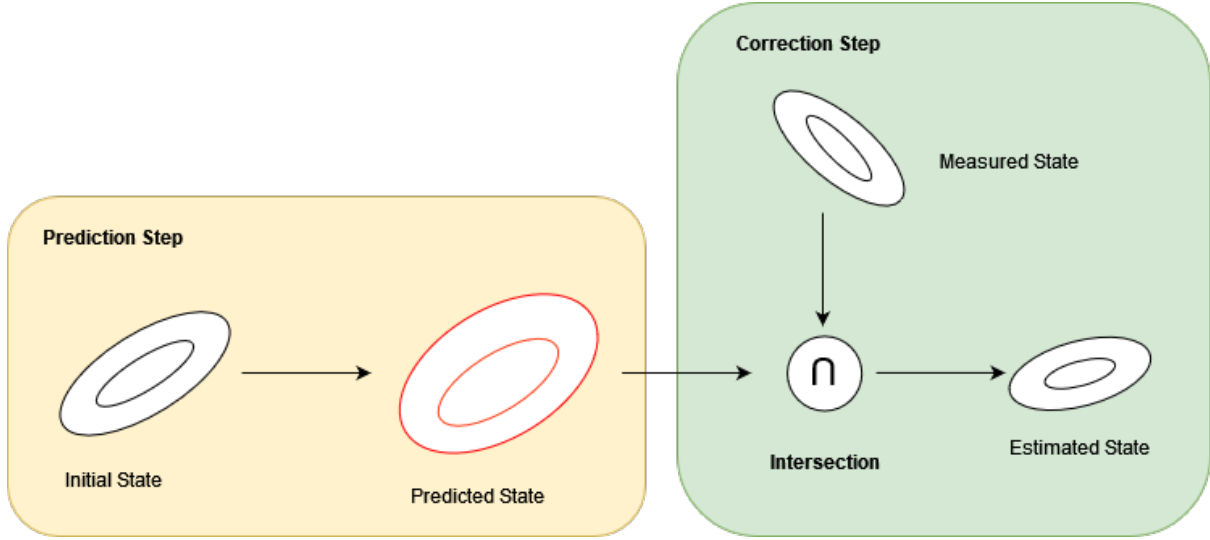 Correction Step
Measured State
Prediction Step
Initial State
Predicted State
∩
Intersection
Estimated State